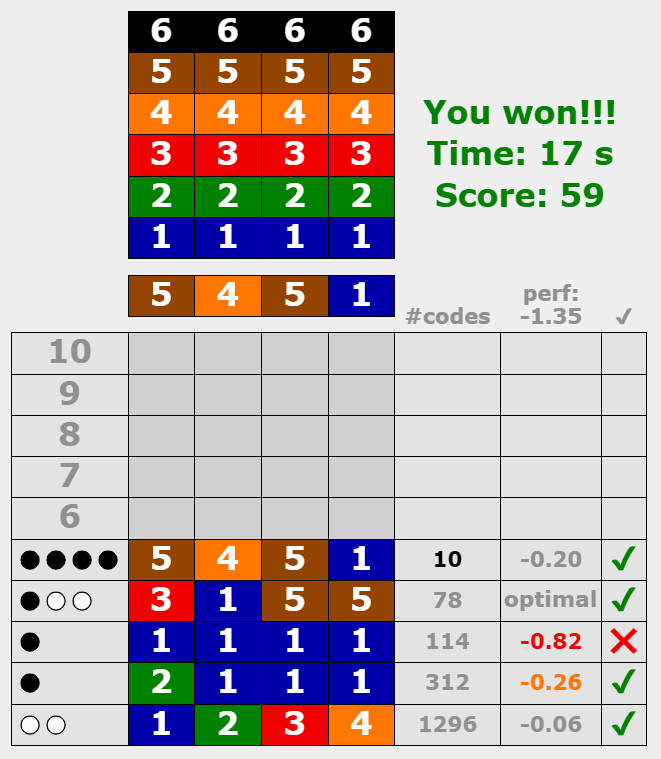 6 6 6 6
5 5 5 5
4 4 4 4
3 3 3 3
2 2 2 2
1 1 1 1
You won!!!
Time: 17 s
Score: 59
5 4 5 1
#codes perf: -1.35 ✓
10
9
8
7
6
5 4 5 1 10 -0.20 ✓
3 1 5 5 78 optimal ✓
1 1 1 1 114 -0.82 ✗
2 1 1 1 312 -0.26 ✓
1 2 3 4 1296 -0.06 ✓